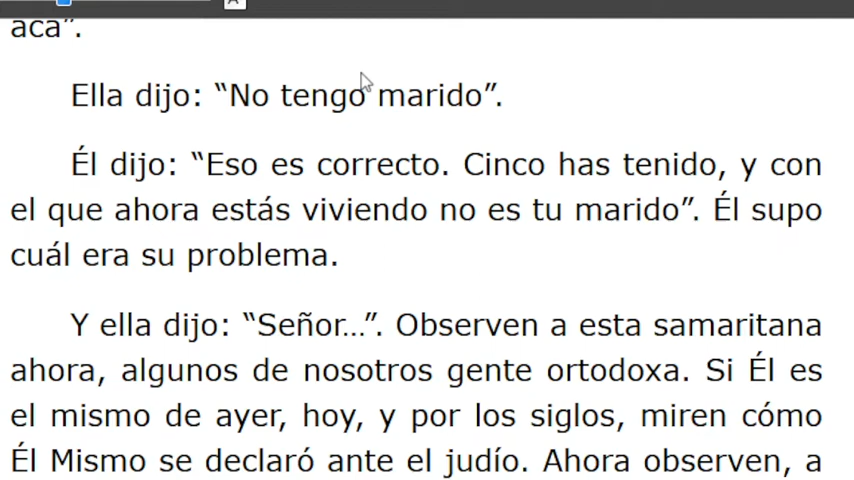 aca”.
Ella dijo: “No tengo marido”.
Él dijo: “Eso es correcto. Cinco has tenido, y con
el que ahora estás viviendo no es tu marido”. Él supo
cuál era su problema.
Y ella dijo: “Señor…”. Observen a esta samaritana
ahora, algunos de nosotros gente ortodoxa. Si Él es
el mismo de ayer, hoy, y por los siglos, miren cómo
Él Mismo se declaró ante el judío. Ahora observen, a